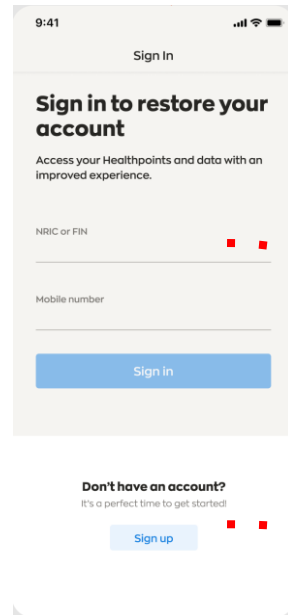 9:41
Sign In
Sign in to restore your
account
Access your Healthpoints and data with an
improved experience.
NRIC or FIN
Mobile number
Sign in
Don't have an account?
It's a perfect time to get started!
Sign up